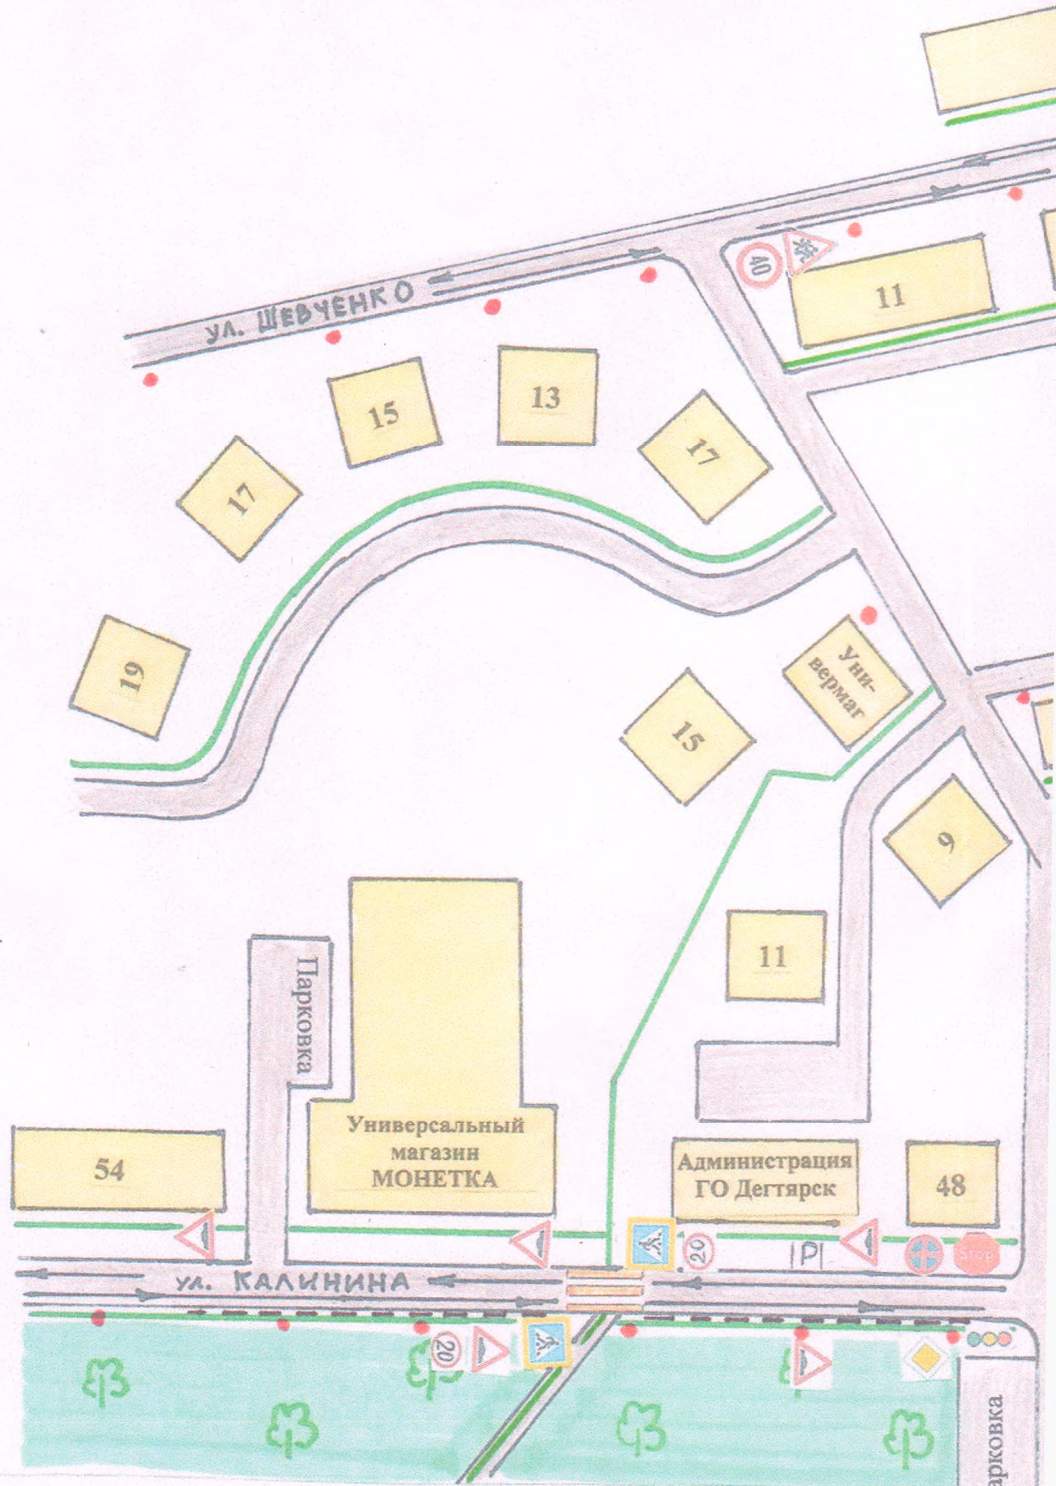 40
11
ул. ШЕВЧЕНКО
15
13
17
17
19
Уни-
вермаг
15
9
11
Парковка
Универсальный
магазин
МОНЕТКА
Администрация
ГО Дегтярск
54
48
20
P
Stop
ул. КАЛИНИНА
20
арковка